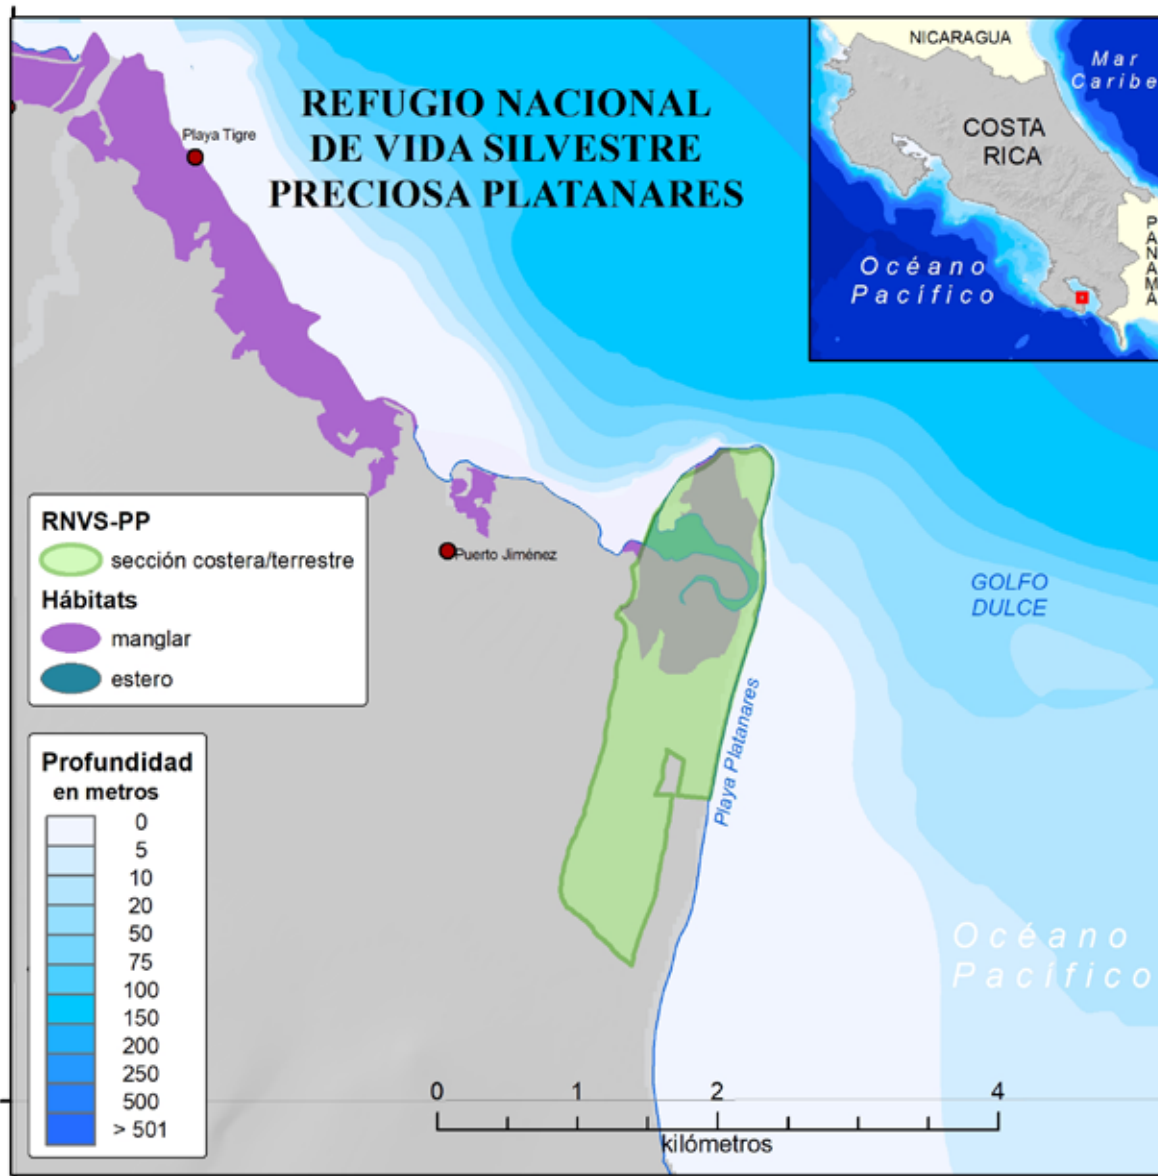 REFUGIO NACIONAL
DE VIDA SILVESTRE
PRECIOSA PLATANARES
NICARAGUA
Mar
Caribe
COSTA
RICA
PANAMÁ
Océano
Pacífico
Playa Tigre
Puerto Jiménez
GOLFO
DULCE
Playa Platanares
Océano
Pacífico
RNVS-PP
sección costera/terrestre
Hábitats
manglar
estero
Profundidad
en metros
0
5
10
20
50
75
100
150
200
250
500
> 501
0 1 2 4
kilómetros